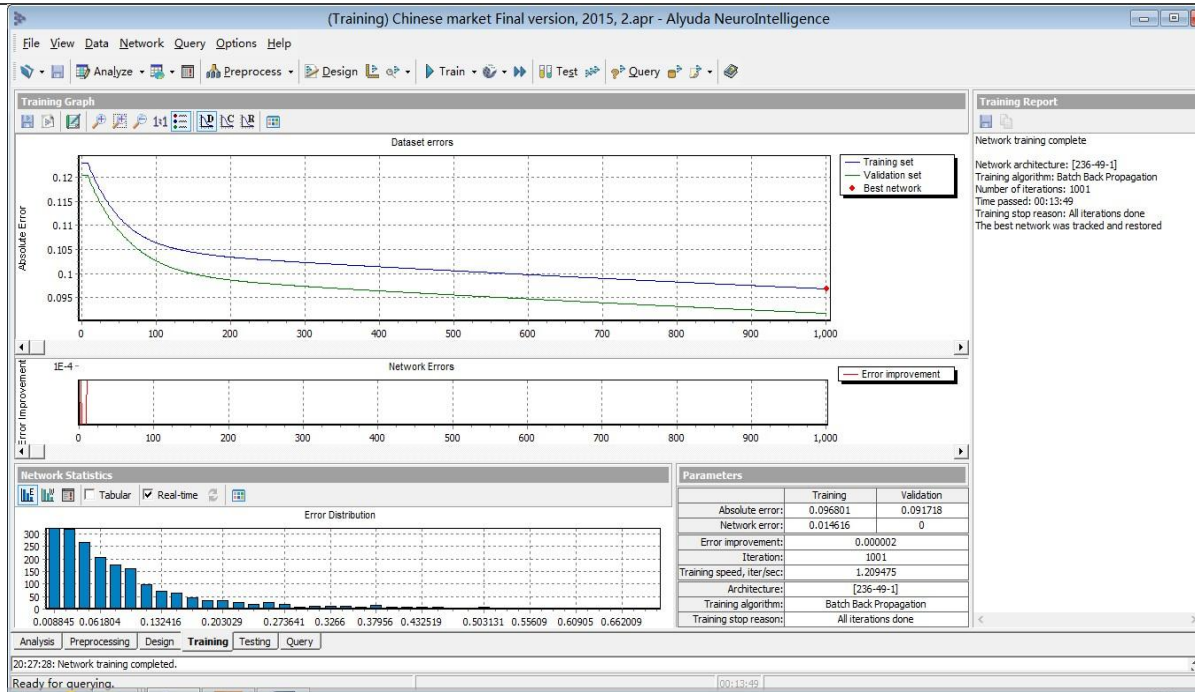 (Training) Chinese market Final version, 2015, 2.apr - Alyuda NeuroIntelligence
File View Data Network Query Options Help
Analyze Preprocess Design Train Test Query
Training Graph
1:1
Dataset errors
Absolute Error
0.12
0.115
0.11
0.105
0.1
0.095
0 100 200 300 400 500 600 700 800 900 1,000
Training set
Validation set
Best network
Network Errors
Error Improvement
1E-4
0 100 200 300 400 500 600 700 800 900 1,000
Error improvement
Network Statistics
Tabular Real-time
Error Distribution
300
250
200
150
100
50
0
0.008845 0.061804 0.132416 0.203029 0.273641 0.3266 0.37956 0.432519 0.503131 0.55609 0.60905 0.662009
Parameters
Training Validation
Absolute error: 0.096801 0.091718
Network error: 0.014616 0
Error improvement: 0.000002
Iteration: 1001
Training speed, iter/sec: 1.209475
Architecture: [236-49-1]
Training algorithm: Batch Back Propagation
Training stop reason: All iterations done
Training Report
Network training complete
Network architecture: [236-49-1]
Training algorithm: Batch Back Propagation
Number of iterations: 1001
Time passed: 00:13:49
Training stop reason: All iterations done
The best network was tracked and restored
Analysis Preprocessing Design Training Testing Query
20:27:28: Network training completed.
Ready for querying. 00:13:49